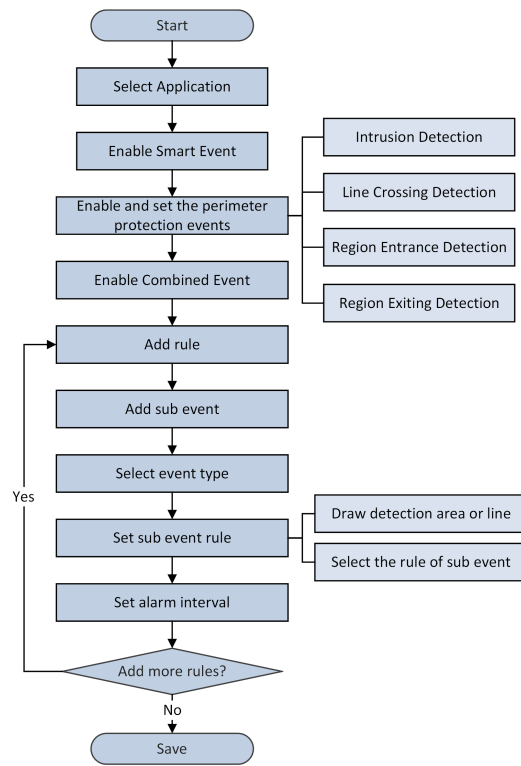 Start
Select Application
Enable Smart Event
Enable and set the perimeter
protection events
Intrusion Detection
Line Crossing Detection
Region Entrance Detection
Region Exiting Detection
Enable Combined Event
Add rule
Add sub event
Select event type
Yes
Set sub event rule
Draw detection area or line
Select the rule of sub event
Set alarm interval
Add more rules?
No
Save